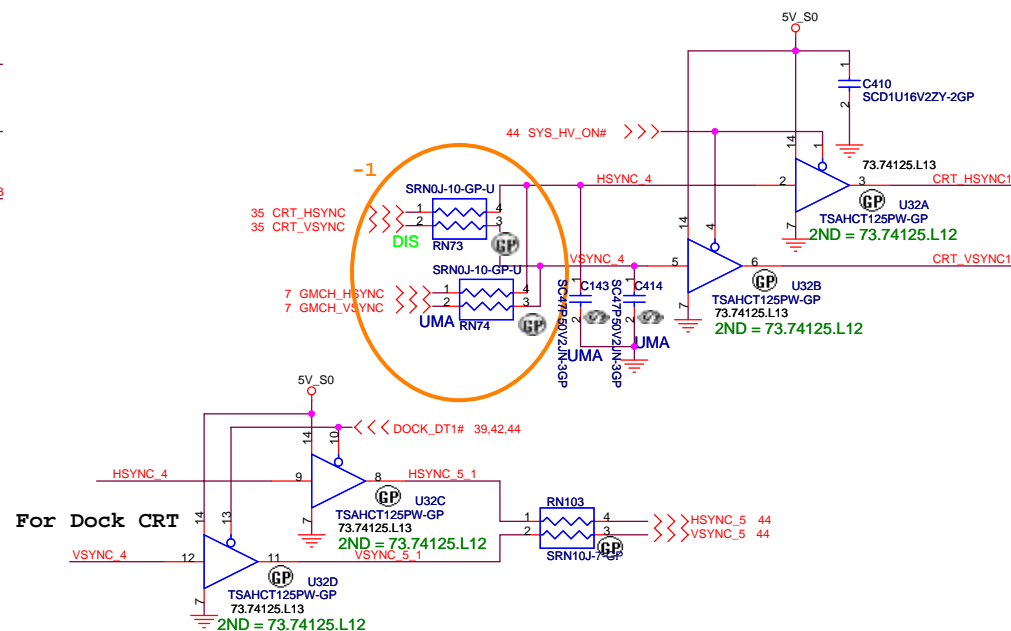 5V_S0
1
C410
SCD1U16V2ZY-2GP
2
44 SYS_HV_ON#
14
1
73.74125.L13
-1
SRN0J-10-GP-U
HSYNC_4
2
3
CRT_HSYNC1
35 CRT_HSYNC
1
4
GP
U32A
35 CRT_VSYNC
2
3
TSAHCT125PW-GP
DIS
RN73
GP
14
4
7
2ND = 73.74125.L12
VSYNC_4
5
6
CRT_VSYNC1
SRN0J-10-GP-U
GP
U32B
7 GMCH_HSYNC
1
4
7 GMCH_VSYNC
2
3
UMA
RN74
GP
1
C143
2
SC47P50V2JN-3GP
UMA
1
C414
2
SC47P50V2JN-3GP
UMA
7
TSAHCT125PW-GP
73.74125.L13
2ND = 73.74125.L12
5V_S0
14
10
DOCK_DT1# 39,42,44
HSYNC_4
9
8
HSYNC_5_1
GP
U32C
RN103
For Dock CRT
14
13
7
TSAHCT125PW-GP
73.74125.L13
2ND = 73.74125.L12
1
4
HSYNC_5 44
2
3
VSYNC_5 44
GP
SRN10J-7-GP
VSYNC_4
12
11
VSYNC_5_1
GP
U32D
7
TSAHCT125PW-GP
73.74125.L13
2ND = 73.74125.L12